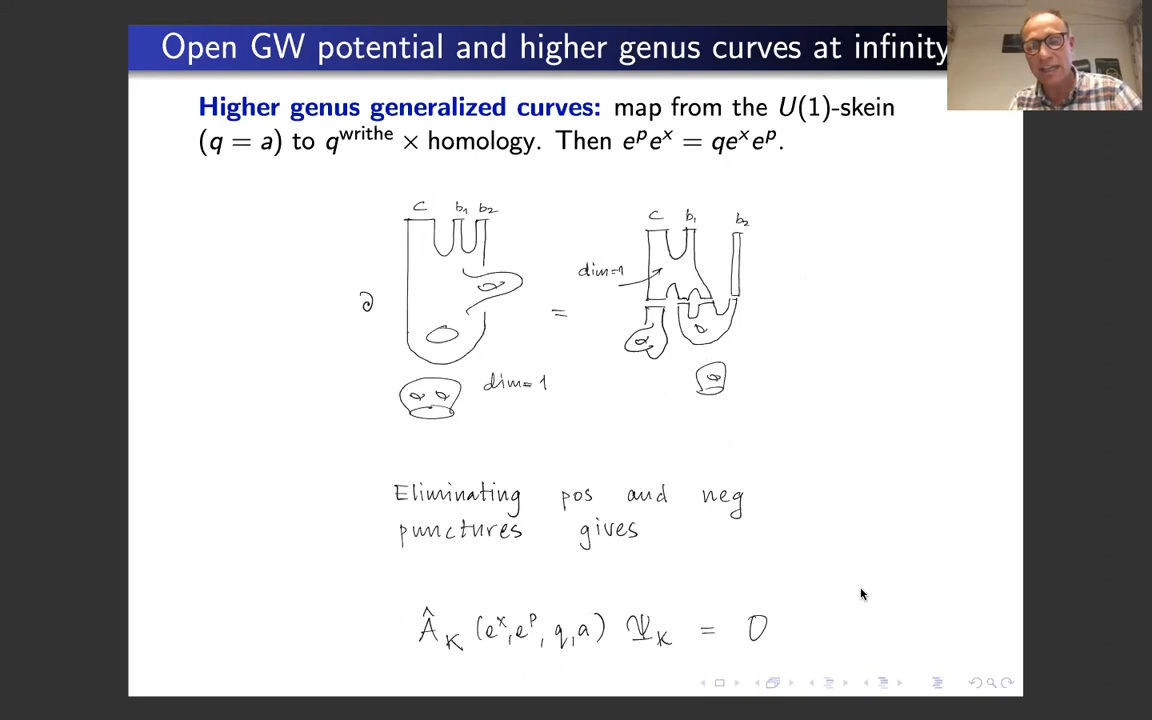 Open GW potential and higher genus curves at infinity
Higher genus generalized curves: map from the U(1)-skein
(q = a) to q^writhe × homology. Then e^p e^x = qe^x e^p.
c b₁ b₂
c b₁ b₂
dim=1
∂
=
dim=1
Eliminating pos and neg
punctures gives
Â_K (e^x, e^p, q, a) Ψ_K = 0